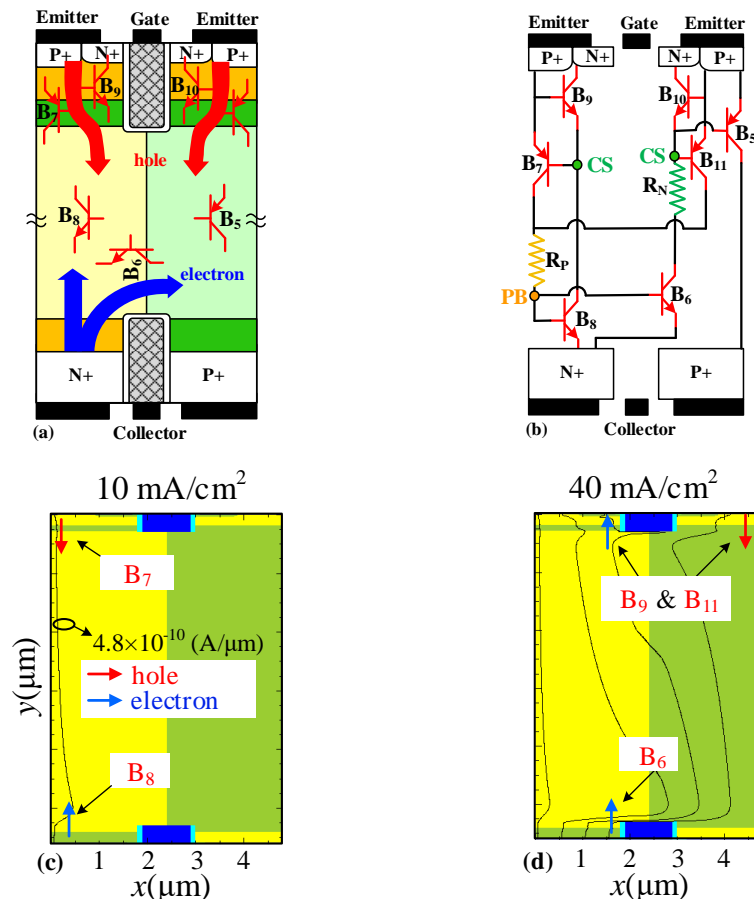 Emitter Gate Emitter
P+ N+ N+ P+
B9 B10
B7
hole
B8 B5
B6
electron
N+ P+
(a) Collector
Emitter Gate Emitter
P+ N+ N+ P+
B9 B10
B5
B7 CS CS B11
RN
RP
PB B6
B8
N+ P+
(b) Collector
10 mA/cm²
B7
4.8×10⁻¹⁰ (A/μm)
hole
electron
B8
y(μm)
(c) 1 2 3 4
x(μm)
40 mA/cm²
B9 & B11
B6
(d) 1 2 3 4
x(μm)